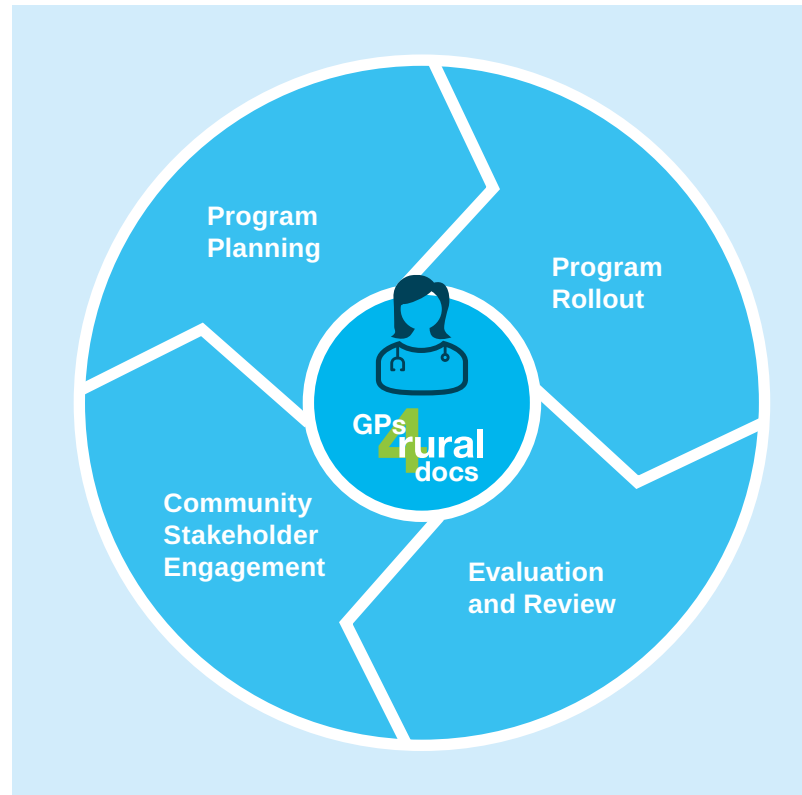 Program
Planning
Program
Rollout
GPs
4
rural
docs
Community
Stakeholder
Engagement
Evaluation
and Review